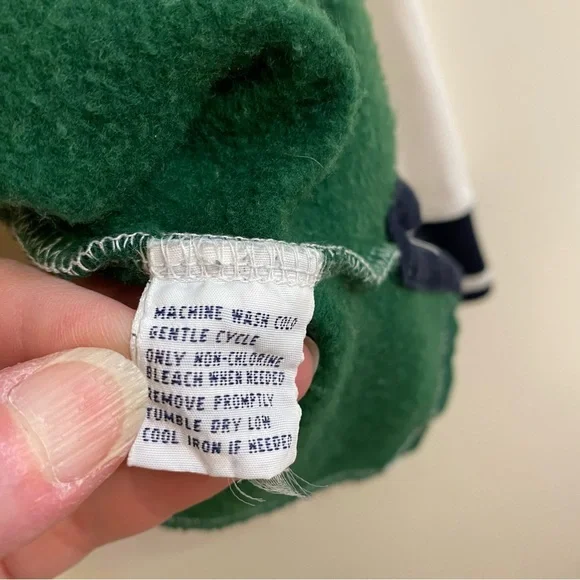 MACHINE WASH COLD
GENTLE CYCLE
ONLY NON-CHLORINE
BLEACH WHEN NEEDED
REMOVE PROMPTLY
TUMBLE DRY LOW
COOL IRON IF NEEDED